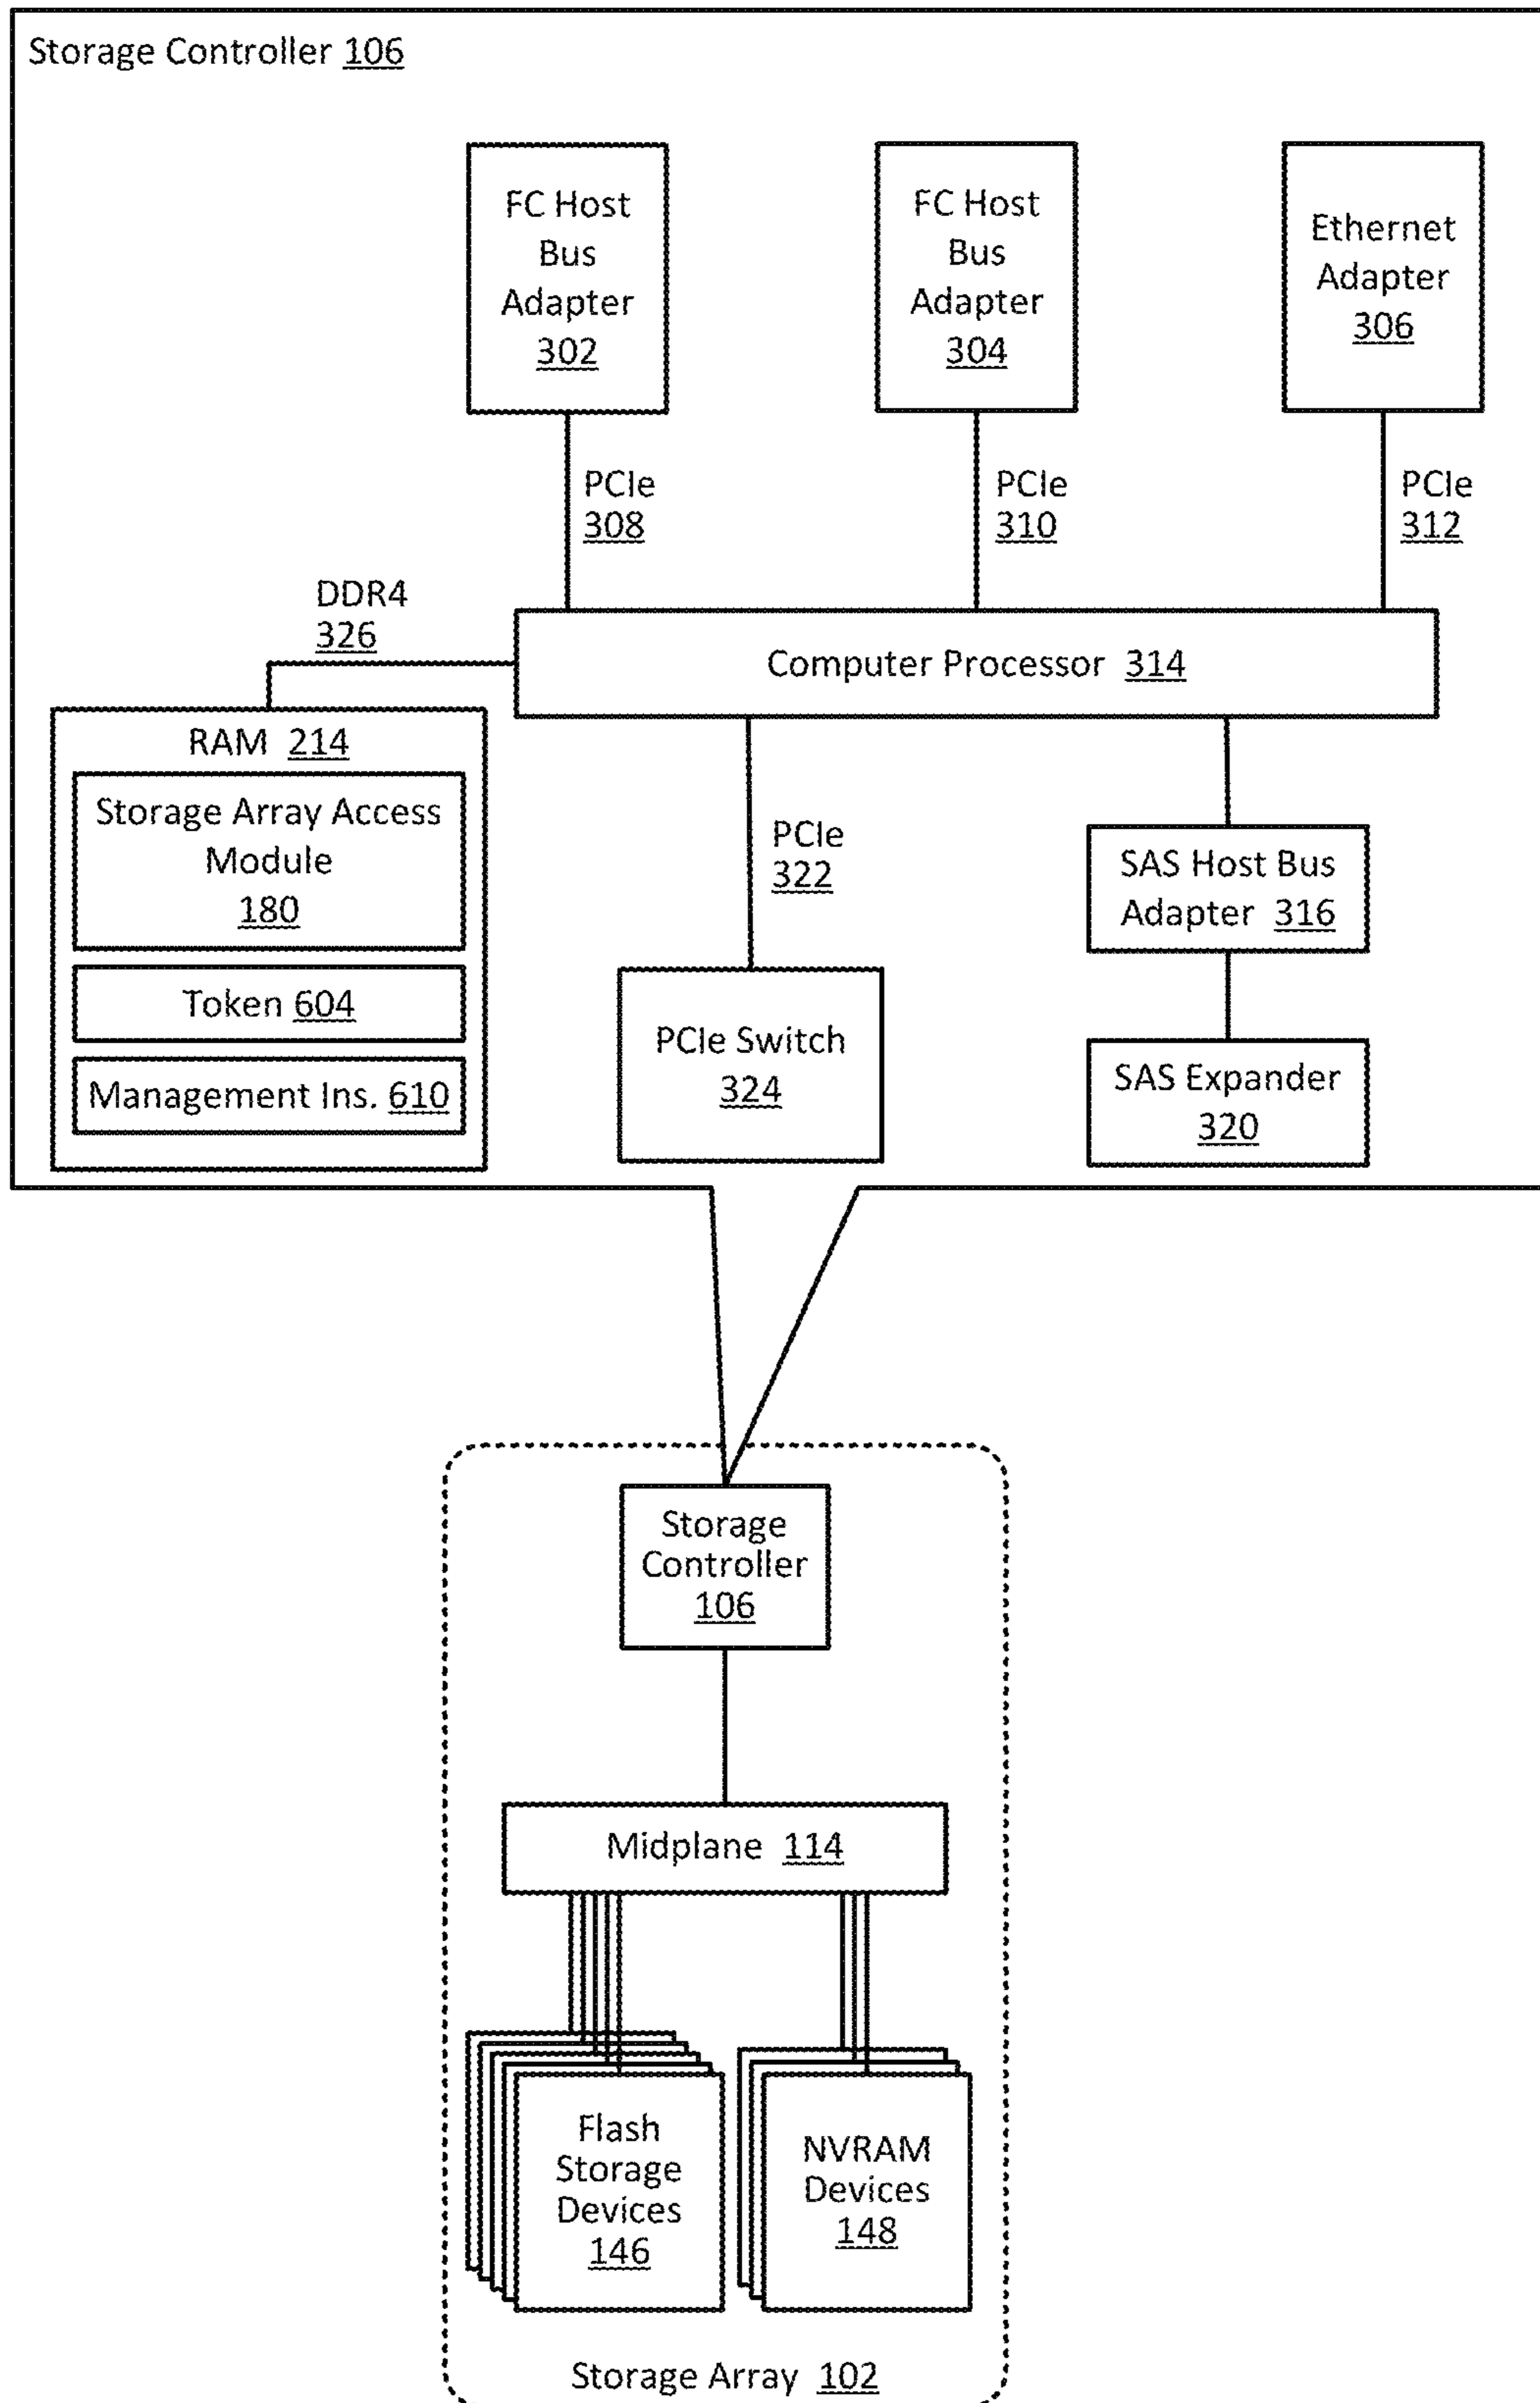 Storage Controller 106
FC Host
Bus
Adapter
302
FC Host
Bus
Adapter
304
Ethernet
Adapter
306
PCIe
308
PCIe
310
PCIe
312
DDR4
326
Computer Processor 314
RAM 214
Storage Array Access
Module
180
Token 604
Management Ins. 610
PCIe
322
PCIe Switch
324
SAS Host Bus
Adapter 316
SAS Expander
320
Storage
Controller
106
Midplane 114
Flash
Storage
Devices
146
NVRAM
Devices
148
Storage Array 102